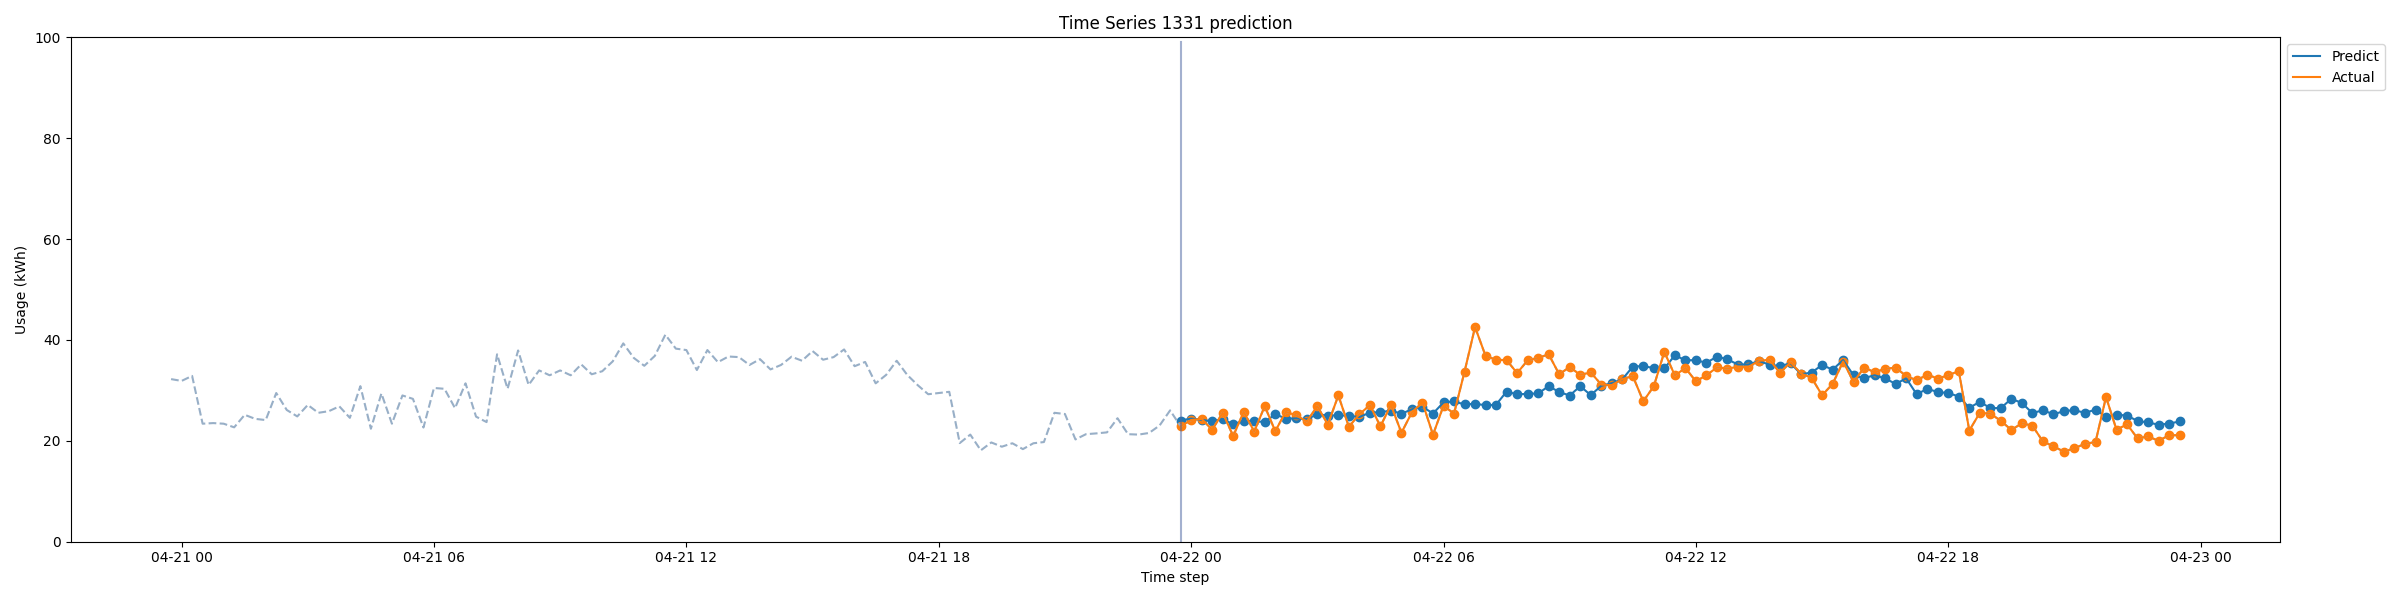 Time Series 1331 prediction
100
80
60
40
20
0
Usage (kWh)
04-21 00 04-21 06 04-21 12 04-21 18 04-22 00 04-22 06 04-22 12 04-22 18 04-23 00
Time step
Predict
Actual